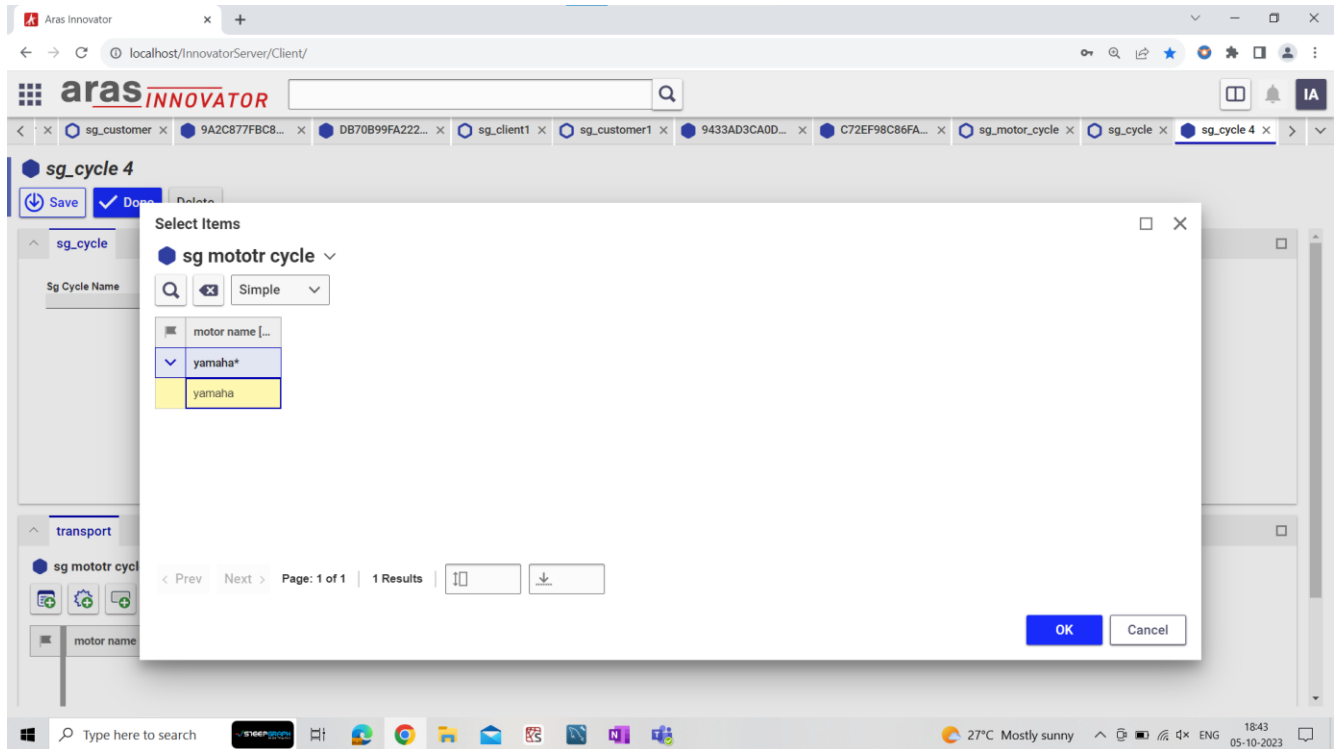 Aras Innovator
localhost/InnovatorServer/Client/
aras INNOVATOR
IA
sg_customer
9A2C877FBC8...
DB70B99FA222...
sg_client1
sg_customer1
9433AD3CA0D...
C72EF98C86FA...
sg_motor_cycle
sg_cycle
sg_cycle 4
sg_cycle 4
Save
Done
Delete
Select Items
sg_cycle
sg mototr cycle
Sg Cycle Name
Simple
motor name [...
yamaha*
yamaha
transport
sg mototr cycl
< Prev Next > Page: 1 of 1 1 Results
OK
Cancel
motor name
Type here to search
27°C Mostly sunny
ENG
18:43
05-10-2023